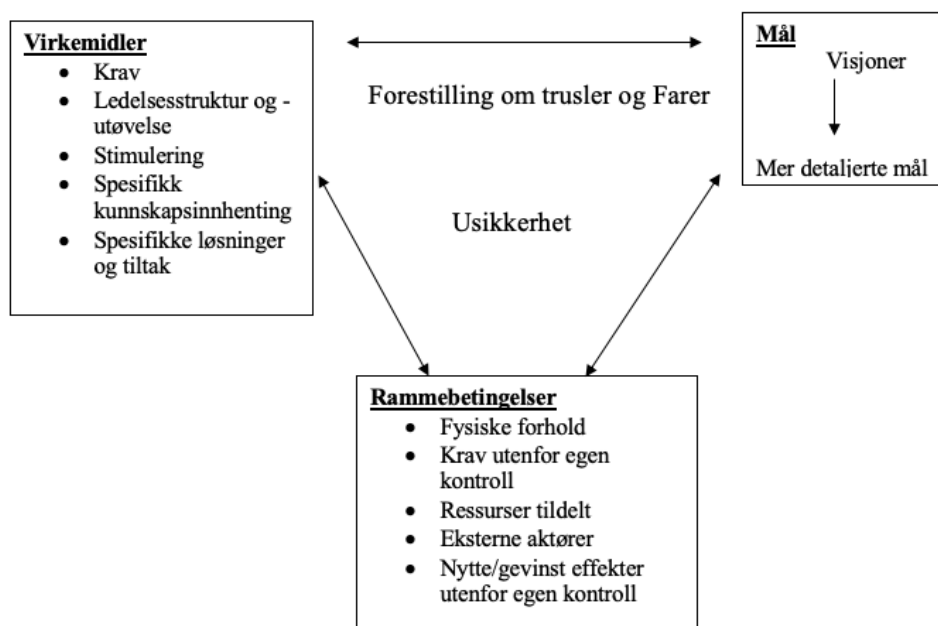 Virkemidler
• Krav
• Ledelsesstruktur og -
utøvelse
• Stimulering
• Spesifikk
kunnskapsinnhenting
• Spesifikke løsninger
og tiltak
Forestilling om trusler og Farer
Usikkerhet
Mål
Visjoner
Mer detaljerte mål
Rammebetingelser
• Fysiske forhold
• Krav utenfor egen
kontroll
• Ressurser tildelt
• Eksterne aktører
• Nytte/gevinst effekter
utenfor egen kontroll